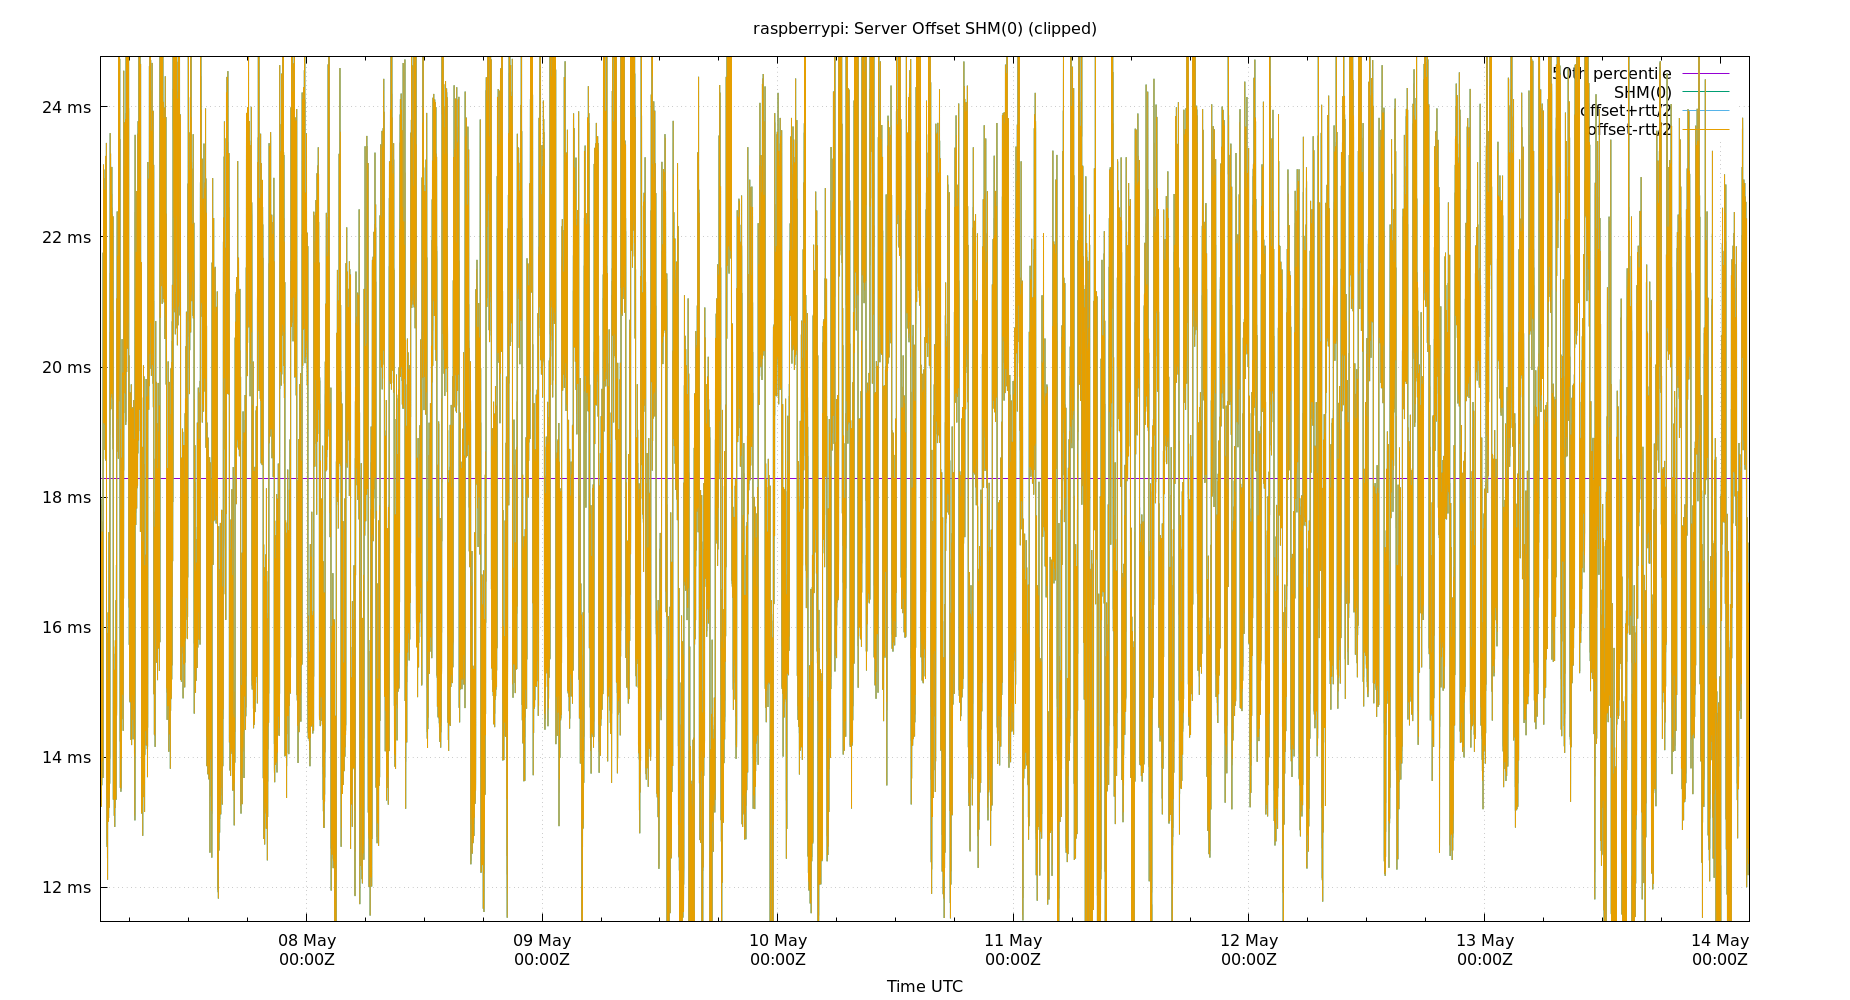 raspberrypi: Server Offset SHM(0) (clipped)
50th percentile
SHM(0)
offset+rtt/2
offset-rtt/2
24 ms
22 ms
20 ms
18 ms
16 ms
14 ms
12 ms
08 May 09 May 10 May 11 May 12 May 13 May 14 May
00:00Z 00:00Z 00:00Z 00:00Z 00:00Z 00:00Z 00:00Z
Time UTC